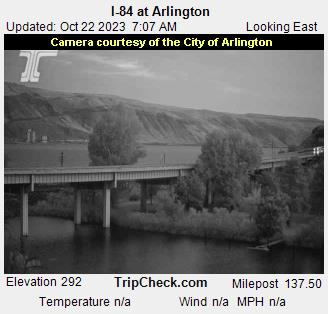 I-84 at Arlington
Updated: Oct 22 2023 7:07 AM Looking East
Camera courtesy of the City of Arlington
Elevation 292 TripCheck.com Milepost 137.50
Temperature n/a Wind n/a MPH n/a